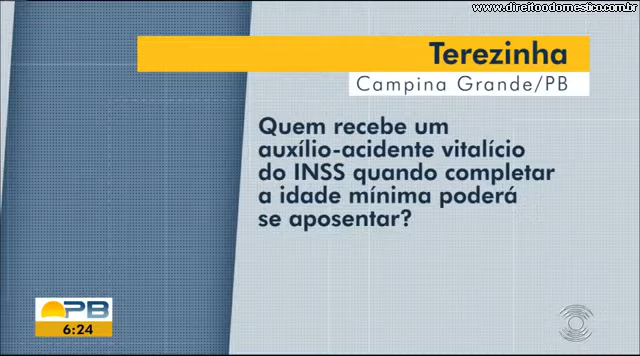 www.direitodomestico.com.br
Terezinha
Campina Grande/PB
Quem recebe um
auxílio-acidente vitalício
do INSS quando completar
a idade mínima poderá
se aposentar?
PB
6:24